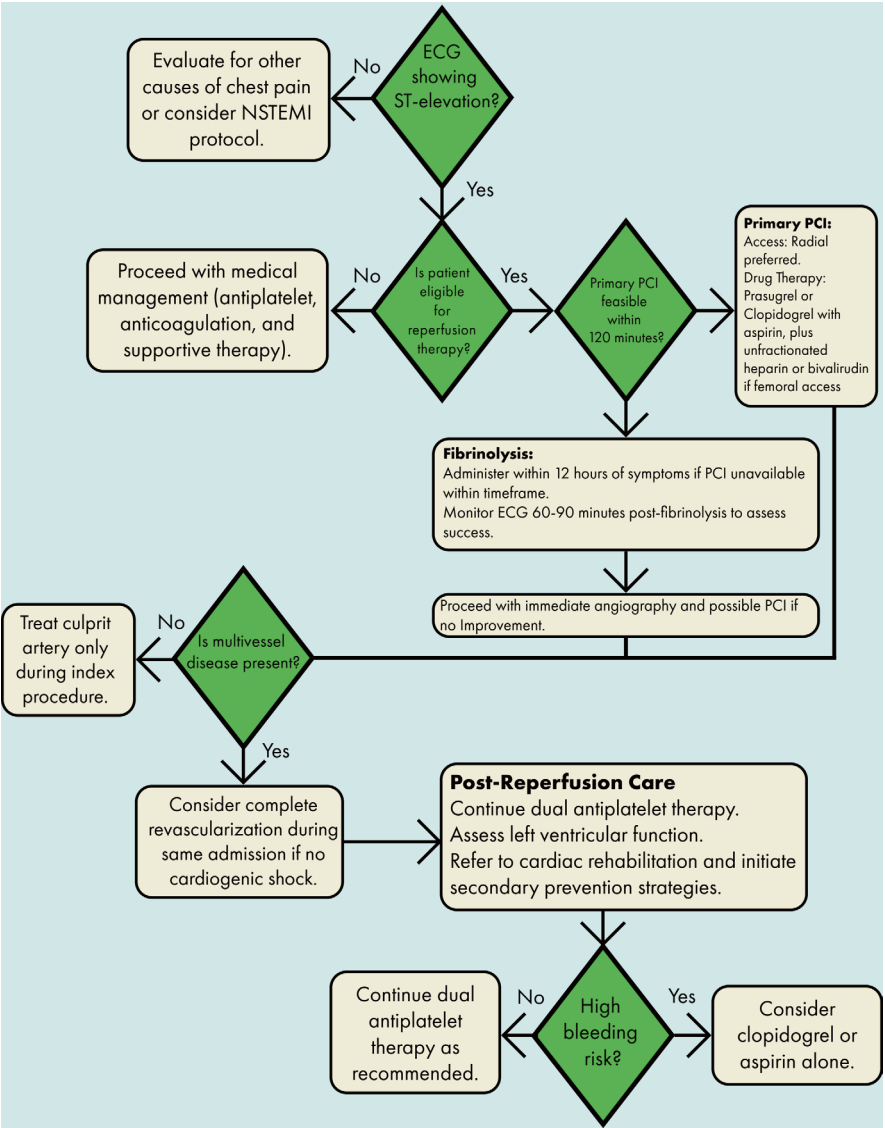 ECG
showing
ST-elevation?
No
Evaluate for other
causes of chest pain
or consider NSTEMI
protocol.
Yes
Is patient
eligible
for
reperfusion
therapy?
No
Proceed with medical
management (antiplatelet,
anticoagulation, and
supportive therapy).
Yes
Primary PCI
feasible
within
120 minutes?
Primary PCI:
Access: Radial
preferred.
Drug Therapy:
Prasugrel or
Clopidogrel with
aspirin, plus
unfractionated
heparin or bivalirudin
if femoral access
Fibrinolysis:
Administer within 12 hours of symptoms if PCI unavailable
within timeframe.
Monitor ECG 60-90 minutes post-fibrinolysis to assess
success.
Proceed with immediate angiography and possible PCI if
no Improvement.
Is multivessel
disease present?
No
Treat culprit
artery only
during index
procedure.
Yes
Consider complete
revascularization during
same admission if no
cardiogenic shock.
Post-Reperfusion Care
Continue dual antiplatelet therapy.
Assess left ventricular function.
Refer to cardiac rehabilitation and initiate
secondary prevention strategies.
High
bleeding
risk?
No
Continue dual
antiplatelet
therapy as
recommended.
Yes
Consider
clopidogrel or
aspirin alone.